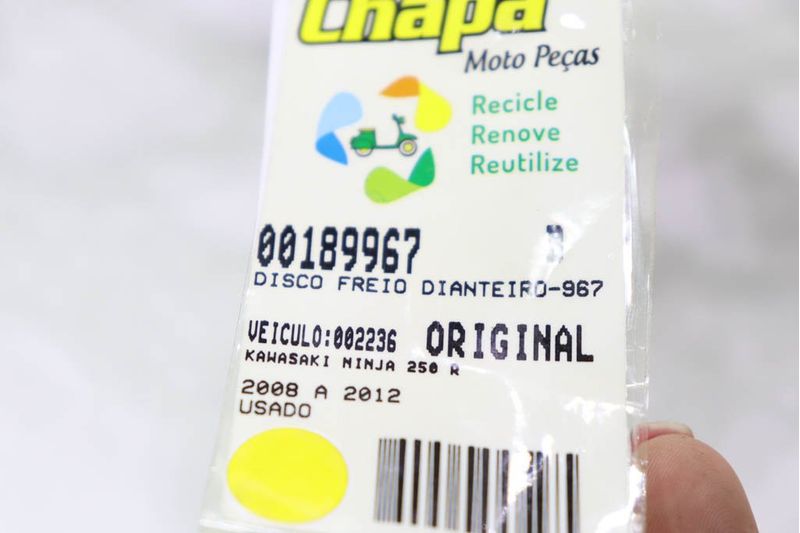 Chapa
Moto Peças
Recicle
Renove
Reutilize
00189967
DISCO FREIO DIANTEIRO-967
VEICULO:002236 ORIGINAL
KAWASAKI NINJA 250 R
2008 A 2012
USADO